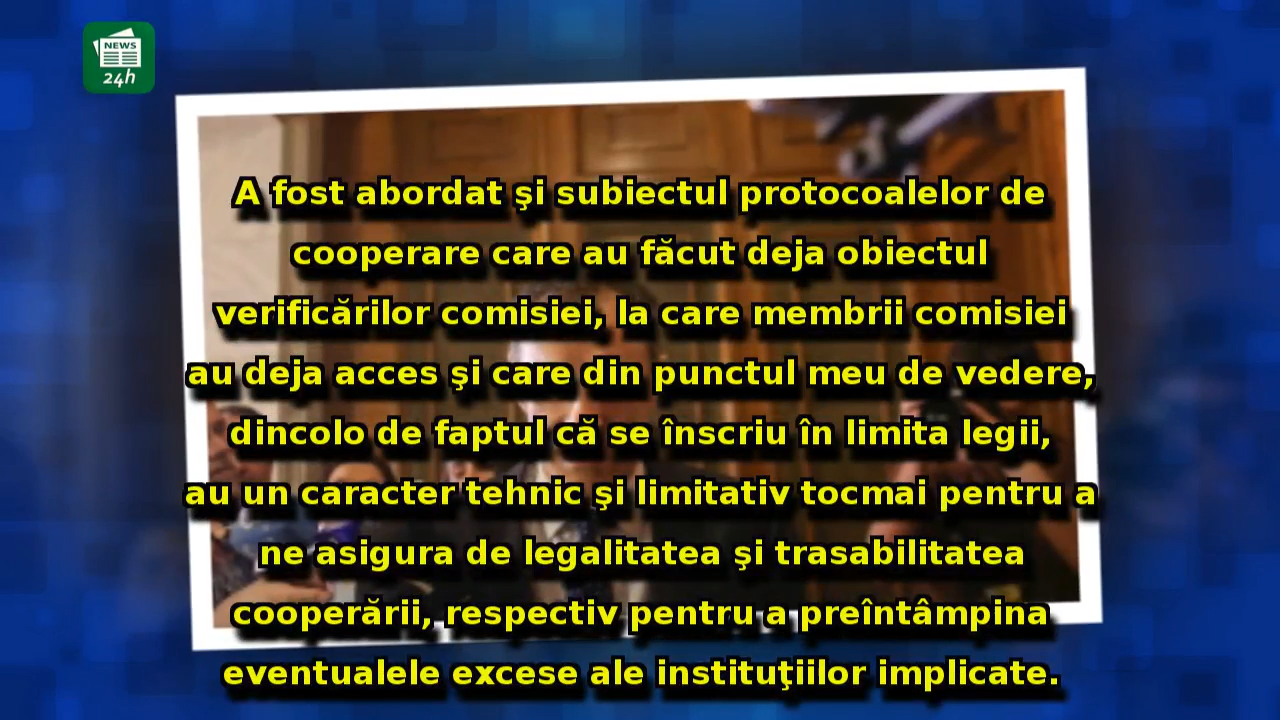 NEWS
24h
A fost abordat şi subiectul protocoalelor de
cooperare care au făcut deja obiectul
verificărilor comisiei, la care membrii comisiei
au deja acces şi care din punctul meu de vedere,
dincolo de faptul că se înscriu în limita legii,
au un caracter tehnic şi limitativ tocmai pentru a
ne asigura de legalitatea şi trasabilitatea
cooperării, respectiv pentru a preîntâmpina
eventualele excese ale instituţiilor implicate.